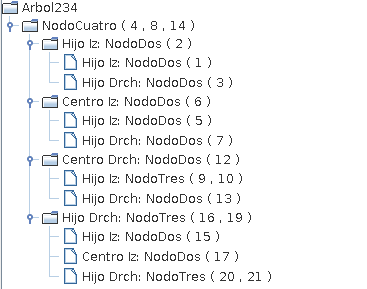 Arbol234
NodoCuatro ( 4 , 8 , 14 )
Hijo Iz: NodoDos ( 2 )
Hijo Iz: NodoDos ( 1 )
Hijo Drch: NodoDos ( 3 )
Centro Iz: NodoDos ( 6 )
Hijo Iz: NodoDos ( 5 )
Hijo Drch: NodoDos ( 7 )
Centro Drch: NodoDos ( 12 )
Hijo Iz: NodoTres ( 9 , 10 )
Hijo Drch: NodoDos ( 13 )
Hijo Drch: NodoTres ( 16 , 19 )
Hijo Iz: NodoDos ( 15 )
Centro Iz: NodoDos ( 17 )
Hijo Drch: NodoTres ( 20 , 21 )